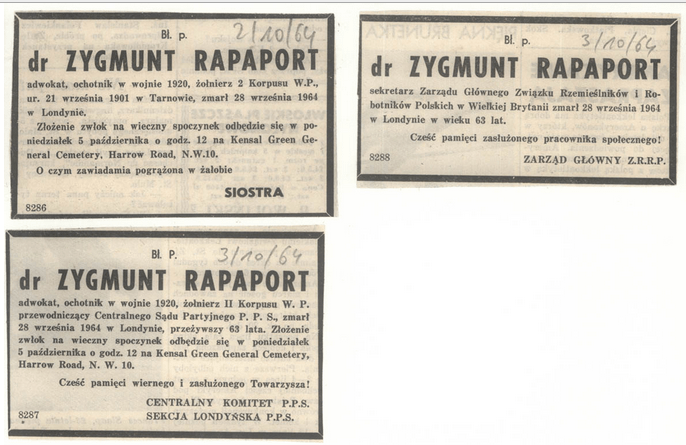 Bł. p.
2/10/64
dr ZYGMUNT RAPAPORT
adwokat, ochotnik w wojnie 1920, żołnierz 2 Korpusu W.P.,
ur. 21 września 1901 w Tarnowie, zmarł 28 września 1964
w Londynie.
Złożenie zwłok na wieczny spoczynek odbędzie się w po-
niedziałek 5 października o godz. 12 na Kensal Green Ge-
neral Cemetery, Harrow Road, N.W.10.
O czym zawiadamia pogrążona w żałobie
SIOSTRA
8286
Bł. p.
3/10/64
dr ZYGMUNT RAPAPORT
sekretarz Zarządu Głównego Związku Rzemieślników i Ro-
botników Polskich w Wielkiej Brytanii zmarł 28 września 1964
w Londynie w wieku 63 lat.
Cześć pamięci zasłużonego pracownika społecznego!
8288
ZARZĄD GŁÓWNY Z.R.R.P.
Bł. P.
3/10/64
dr ZYGMUNT RAPAPORT
adwokat, ochotnik w wojnie 1920, żołnierz II Korpusu W. P.
przewodniczący Centralnego Sądu Partyjnego P. P. S., zmarł
28 września 1964 w Londynie, przeżywszy 63 lata. Złożenie
zwłok na wieczny spoczynek odbędzie się w poniedziałek
5 października o godz. 12 na Kensal Green General Cemetery,
Harrow Road, N. W. 10.
Cześć pamięci wiernego i zasłużonego Towarzysza!
CENTRALNY KOMITET P.P.S.
8287
SEKCJA LONDYŃSKA P.P.S.